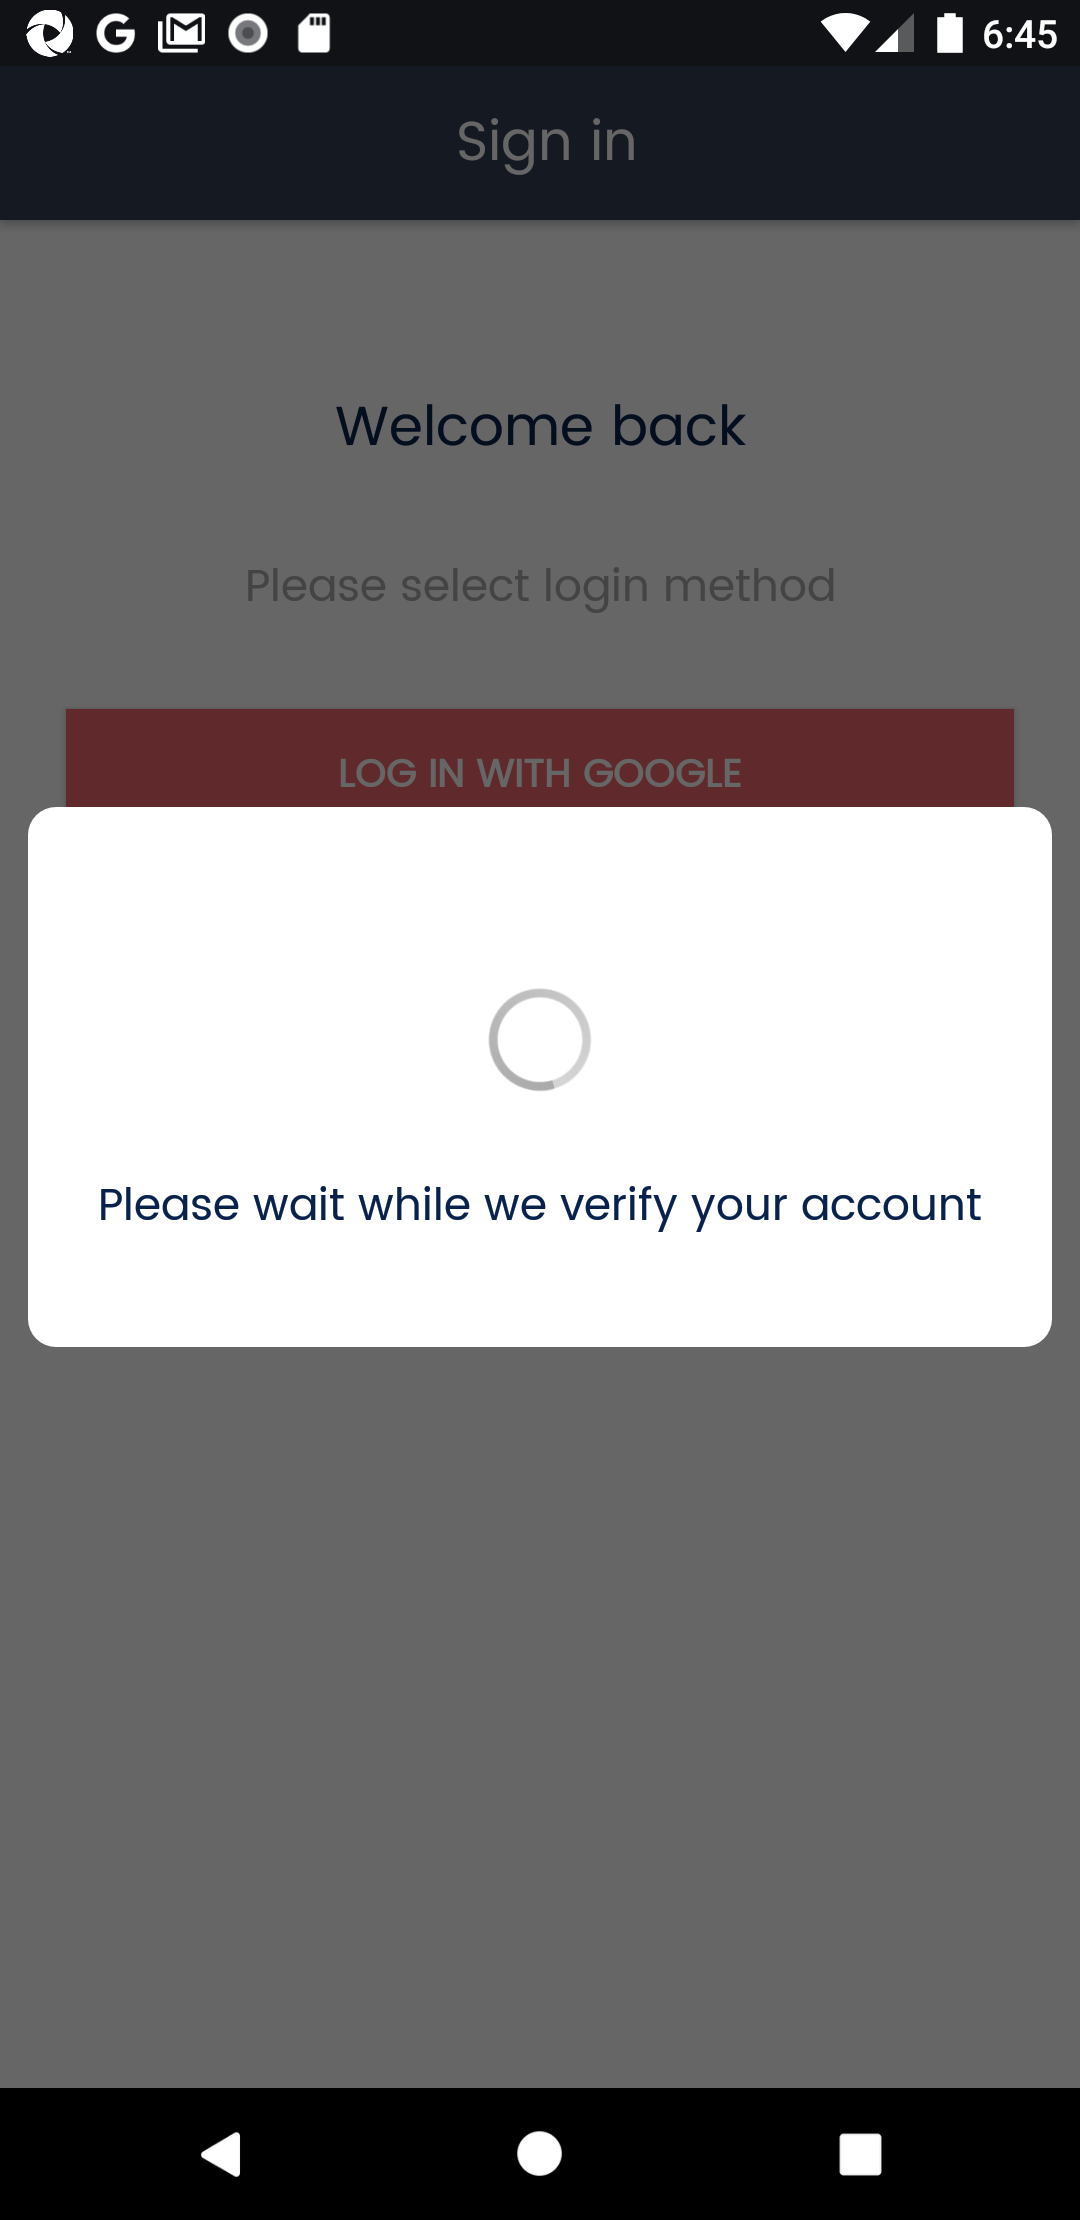 6:45
Sign in
Welcome back
Please select login method
LOG IN WITH GOOGLE
Please wait while we verify your account